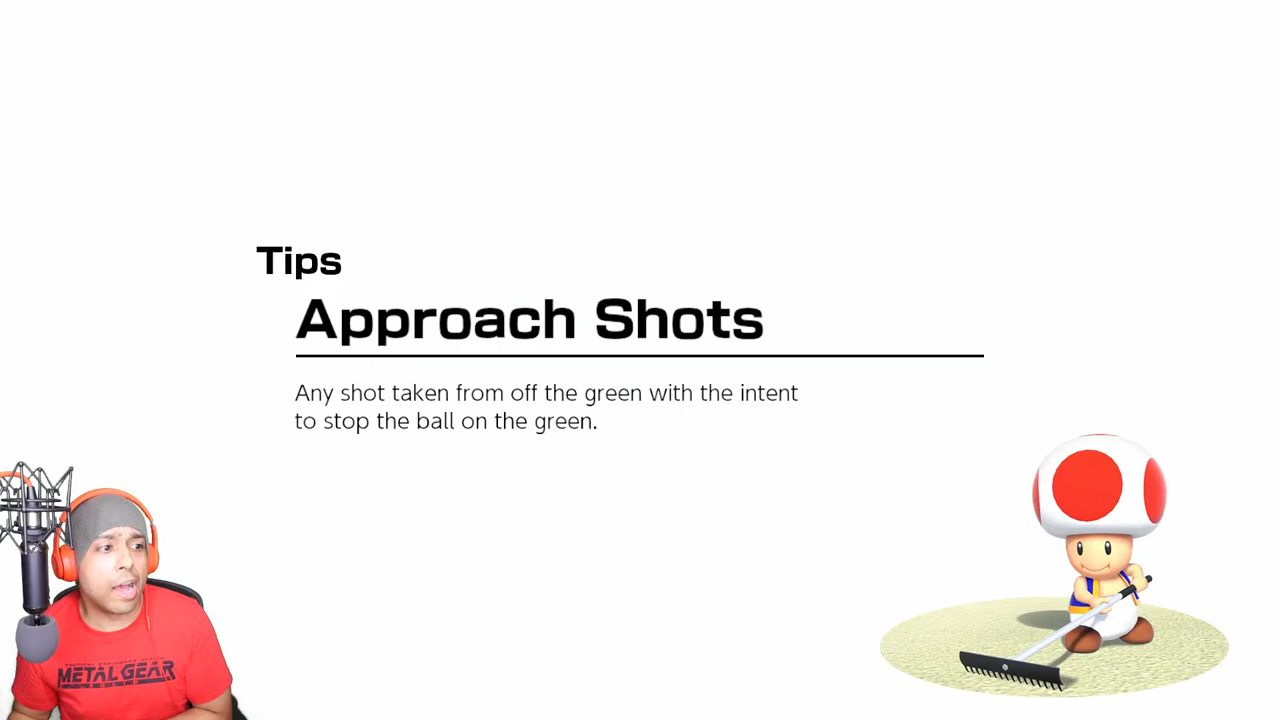 Tips
Approach Shots
Any shot taken from off the green with the intent
to stop the ball on the green.
METAL GEAR